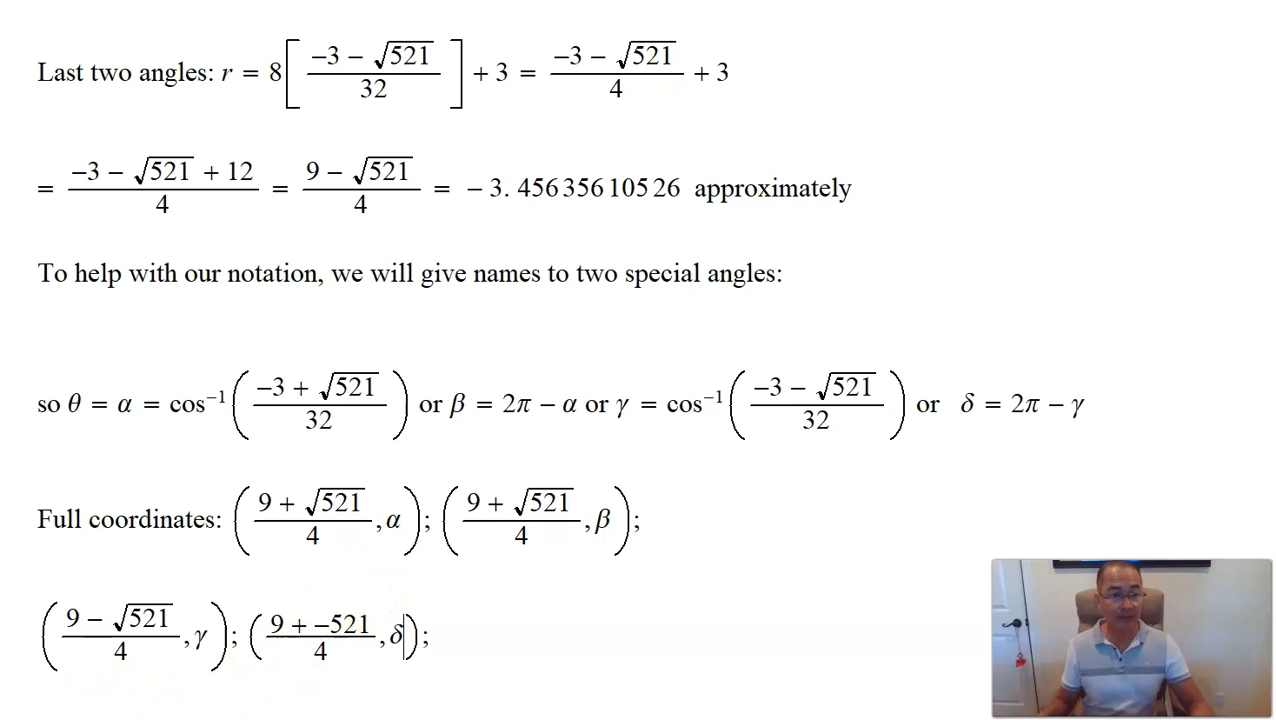 Last two angles: r = 8[ (−3 − √521)/32 ] + 3 = (−3 − √521)/4 + 3
= (−3 − √521 + 12)/4 = (9 − √521)/4 = − 3. 456 356 105 26 approximately
To help with our notation, we will give names to two special angles:
so θ = α = cos⁻¹( (−3 + √521)/32 ) or β = 2π − α or γ = cos⁻¹( (−3 − √521)/32 ) or δ = 2π − γ
Full coordinates: ( (9 + √521)/4 , α ); ( (9 + √521)/4 , β );
( (9 − √521)/4 , γ ); ( (9 + −521)/4 , δ );